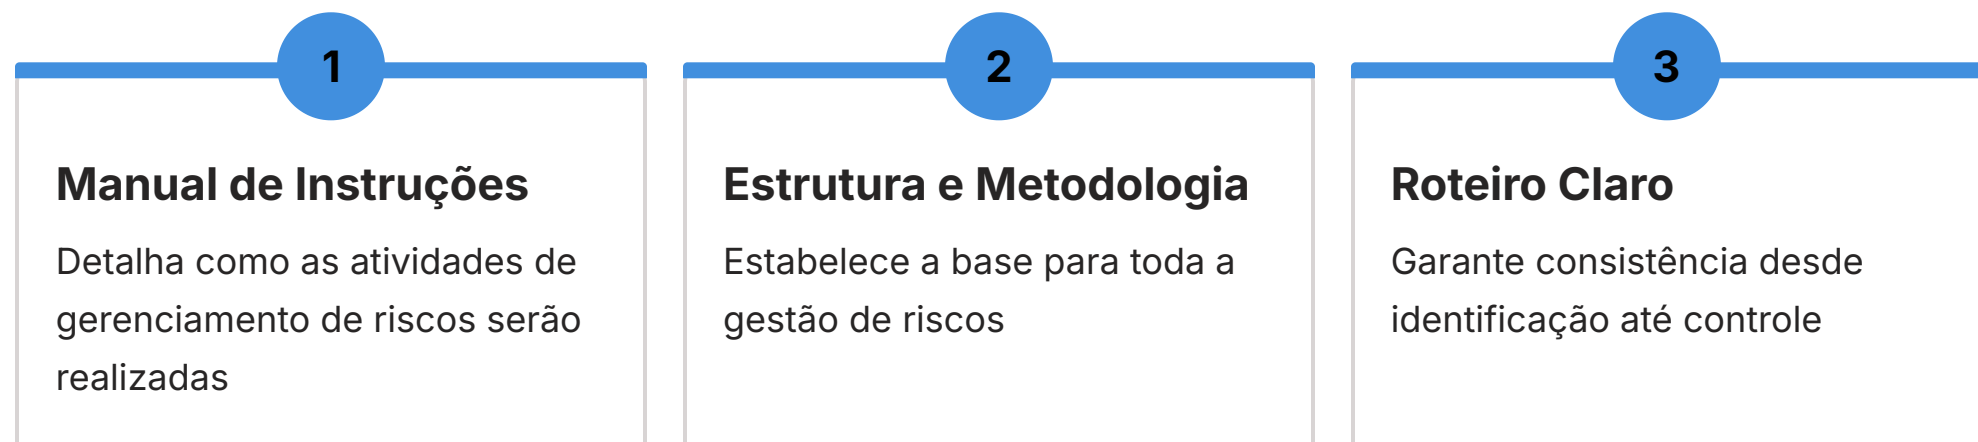 1
Manual de Instruções
Detalha como as atividades de
gerenciamento de riscos serão
realizadas
2
Estrutura e Metodologia
Estabelece a base para toda a
gestão de riscos
3
Roteiro Claro
Garante consistência desde
identificação até controle